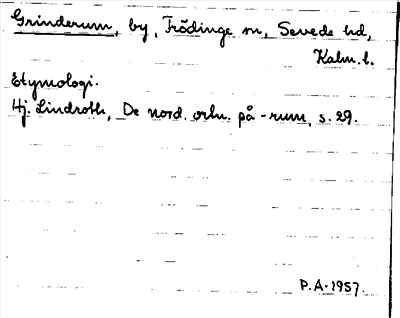 Grinderum, by, Frödinge sn, Sevede hd,
Kalm. l.
Etymologi.
Hj. Lindroth, De nord. ortn. på -rum, s. 29.
P.A. 1957.